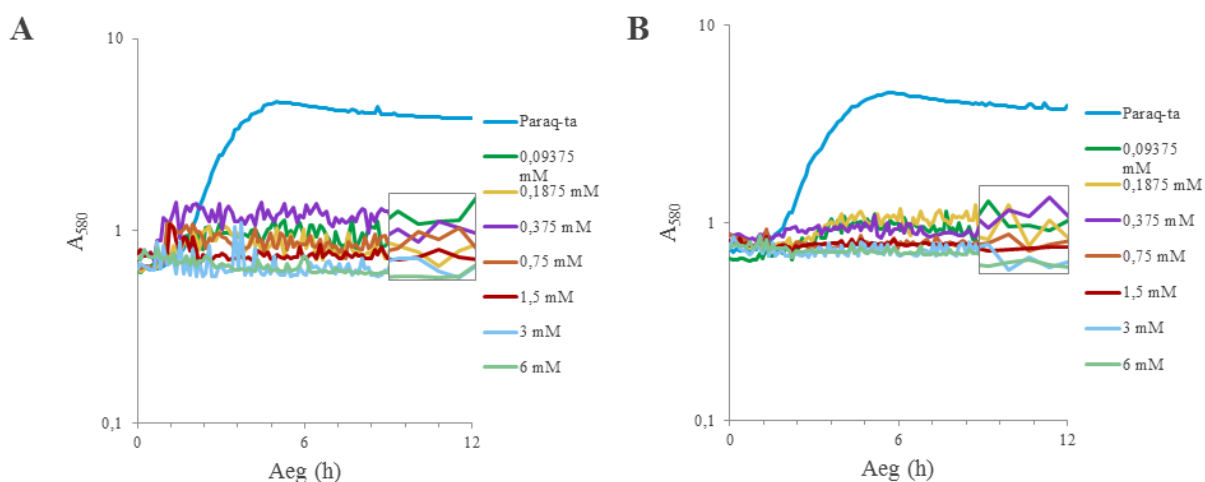 A
10
1
0,1
A580
0
6
12
Aeg (h)
Paraq-ta
0,09375
mM
0,1875 mM
0,375 mM
0,75 mM
1,5 mM
3 mM
6 mM
B
10
1
0,1
A580
0
6
12
Aeg (h)
Paraq-ta
0,09375
mM
0,1875 mM
0,375 mM
0,75 mM
1,5 mM
3 mM
6 mM